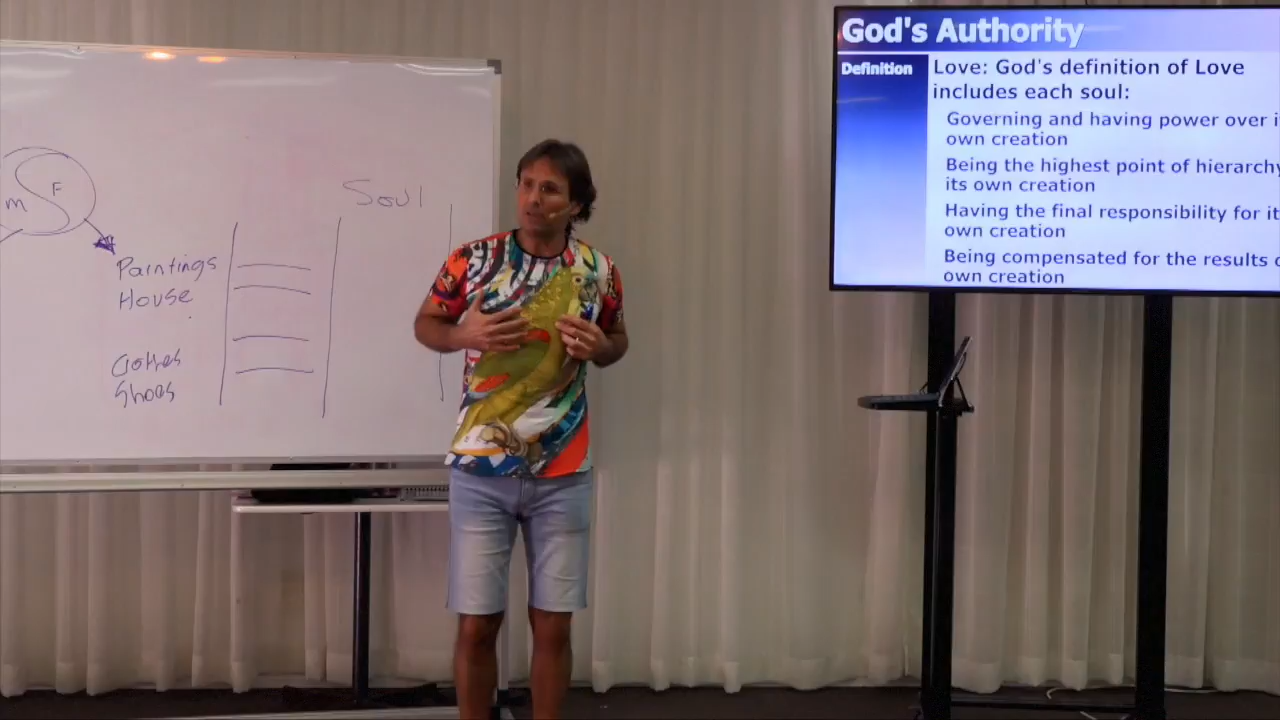 Soul
M
F
Paintings
House
Clothes
Shoes
God's Authority
Definition
Love: God's definition of Love
includes each soul:
Governing and having power over
own creation
Being the highest point of hierarchy
its own creation
Having the final responsibility for
own creation
Being compensated for the results
own creation